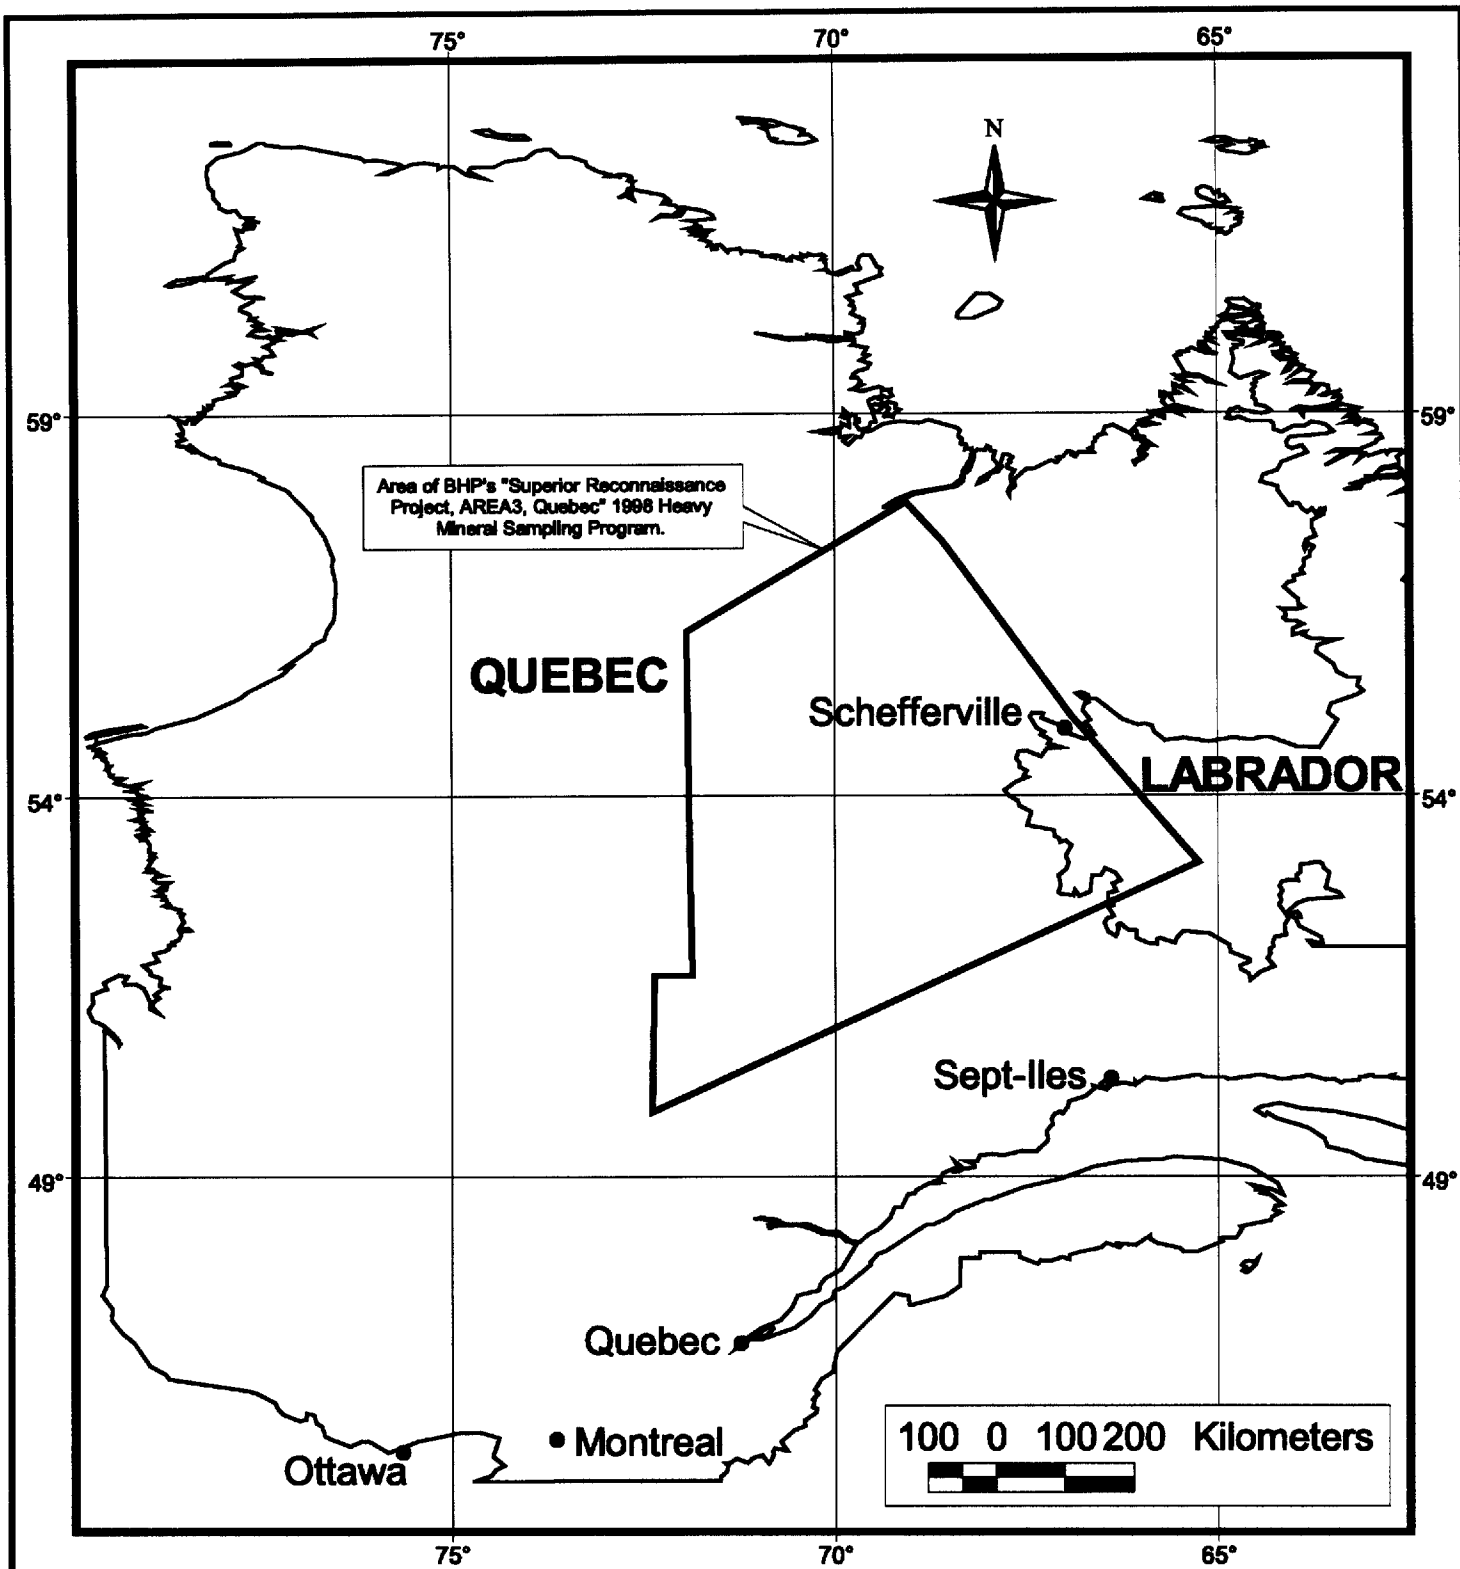 75° 70° 65°
N
59° 59°
Area of BHP's "Superior Reconnaissance
Project, AREA3, Quebec" 1998 Heavy
Mineral Sampling Program.
QUEBEC
Schefferville
LABRADOR
54° 54°
Sept-Iles
49° 49°
Quebec
Montreal
Ottawa
100 0 100 200 Kilometers
75° 70° 65°